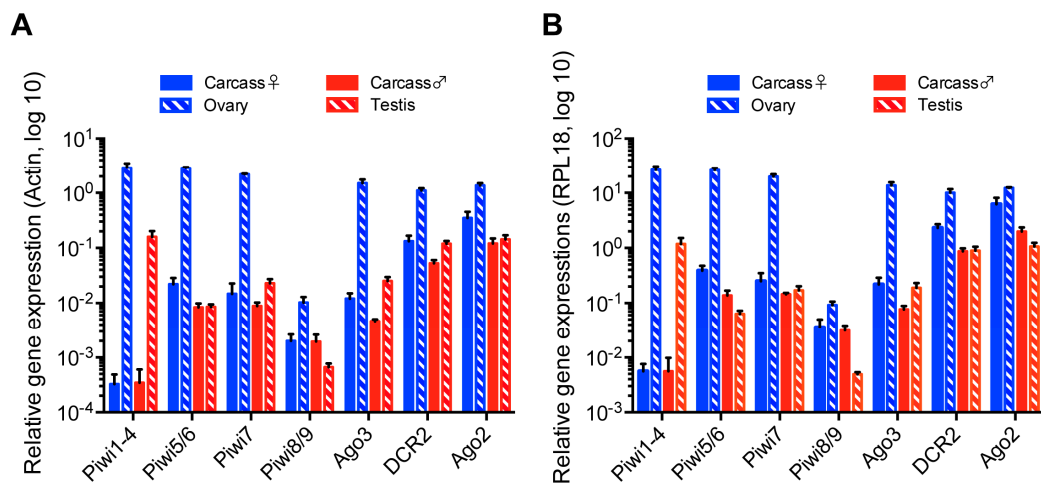 A
Relative gene expresstion (Actin, log 10)
Carcass♀
Carcass♂
Ovary
Testis
10^1
10^0
10^-1
10^-2
10^-3
10^-4
Piwi1-4
Piwi5/6
Piwi7
Piwi8/9
Ago3
DCR2
Ago2
B
Relative gene expresstions (RPL18, log 10)
Carcass♀
Carcass♂
Ovary
Testis
10^2
10^1
10^0
10^-1
10^-2
10^-3
Piwi1-4
Piwi5/6
Piwi7
Piwi8/9
Ago3
DCR2
Ago2